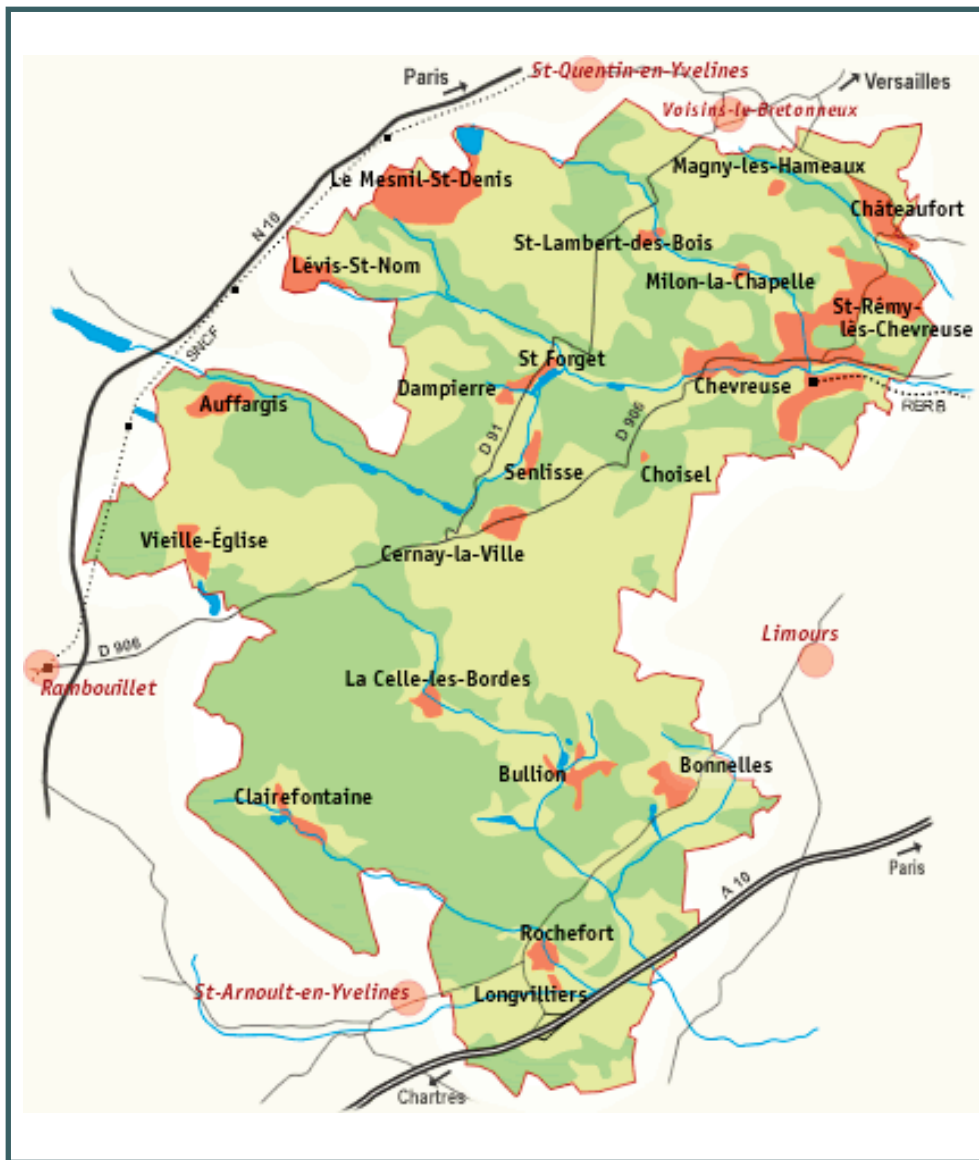 St-Quentin-en-Yvelines
Paris
Versailles
Voisins-le-Bretonneux
Magny-les-Hameaux
Le Mesnil-St-Denis
Châteaufort
N 10
St-Lambert-des-Bois
Lévis-St-Nom
Milon-la-Chapelle
St-Rémy-
lès-Chevreuse
SNCF
St Forget
Dampierre
Chevreuse
Auffargis
RER B
D 91
D 906
Senlisse
Choisel
Vieille-Église
Cernay-la-Ville
D 906
Limours
Rambouillet
La Celle-les-Bordes
Bullion
Bonnelles
Clairefontaine
Paris
A 10
Rochefort
St-Arnoult-en-Yvelines
Longvilliers
Chartres